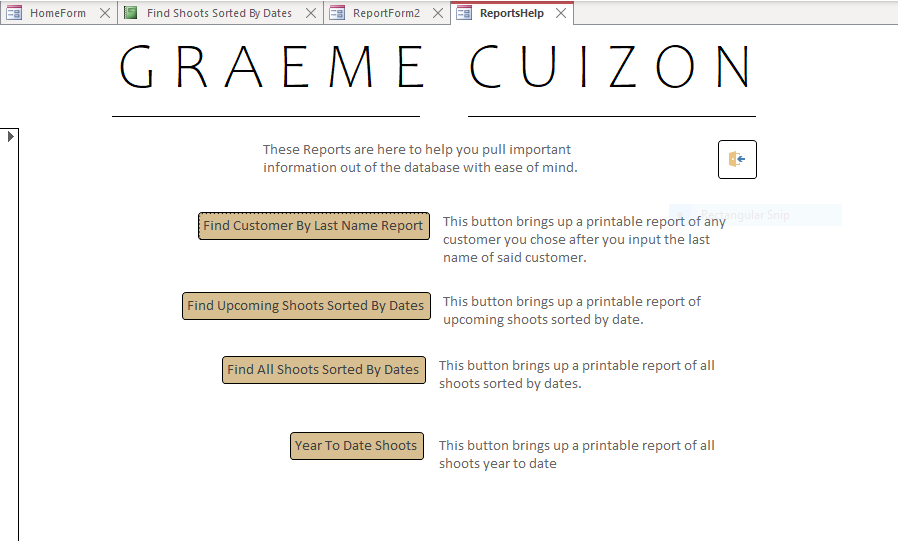 HomeForm
Find Shoots Sorted By Dates
ReportForm2
ReportsHelp
GRAEME CUIZON
These Reports are here to help you pull important
information out of the database with ease of mind.
Rectangular Snip
Find Customer By Last Name Report
This button brings up a printable report of any
customer you chose after you input the last
name of said customer.
Find Upcoming Shoots Sorted By Dates
This button brings up a printable report of
upcoming shoots sorted by date.
Find All Shoots Sorted By Dates
This button brings up a printable report of all
shoots sorted by dates.
Year To Date Shoots
This button brings up a printable report of all
shoots year to date